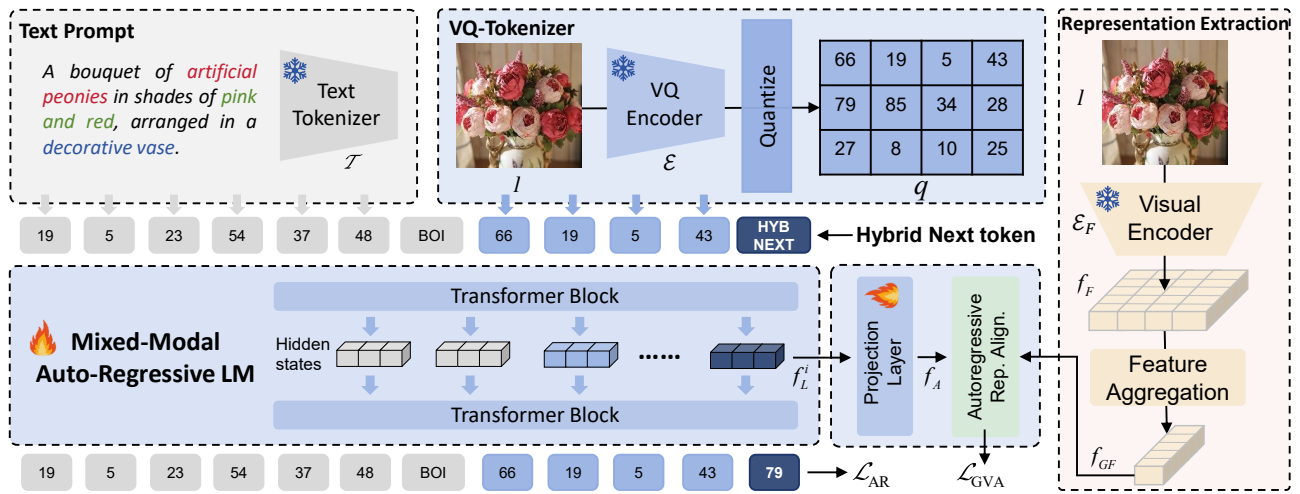 Text Prompt
A bouquet of artificial
peonies in shades of pink
and red, arranged in a
decorative vase.
Text
Tokenizer
𝒯
VQ-Tokenizer
l
VQ
Encoder
ℰ
Quantize
66 19 5 43
79 85 34 28
27 8 10 25
q
Representation Extraction
l
ℰ_F
Visual
Encoder
f_F
Feature
Aggregation
f_GF
19 5 23 54 37 48 BOI 66 19 5 43 HYB
NEXT
Hybrid Next token
Mixed-Modal
Auto-Regressive LM
Transformer Block
Hidden
states
......
Transformer Block
f_L^i
Projection
Layer
f_A
Autoregressive
Rep. Align.
19 5 23 54 37 48 BOI 66 19 5 43 79
ℒ_AR
ℒ_GVA